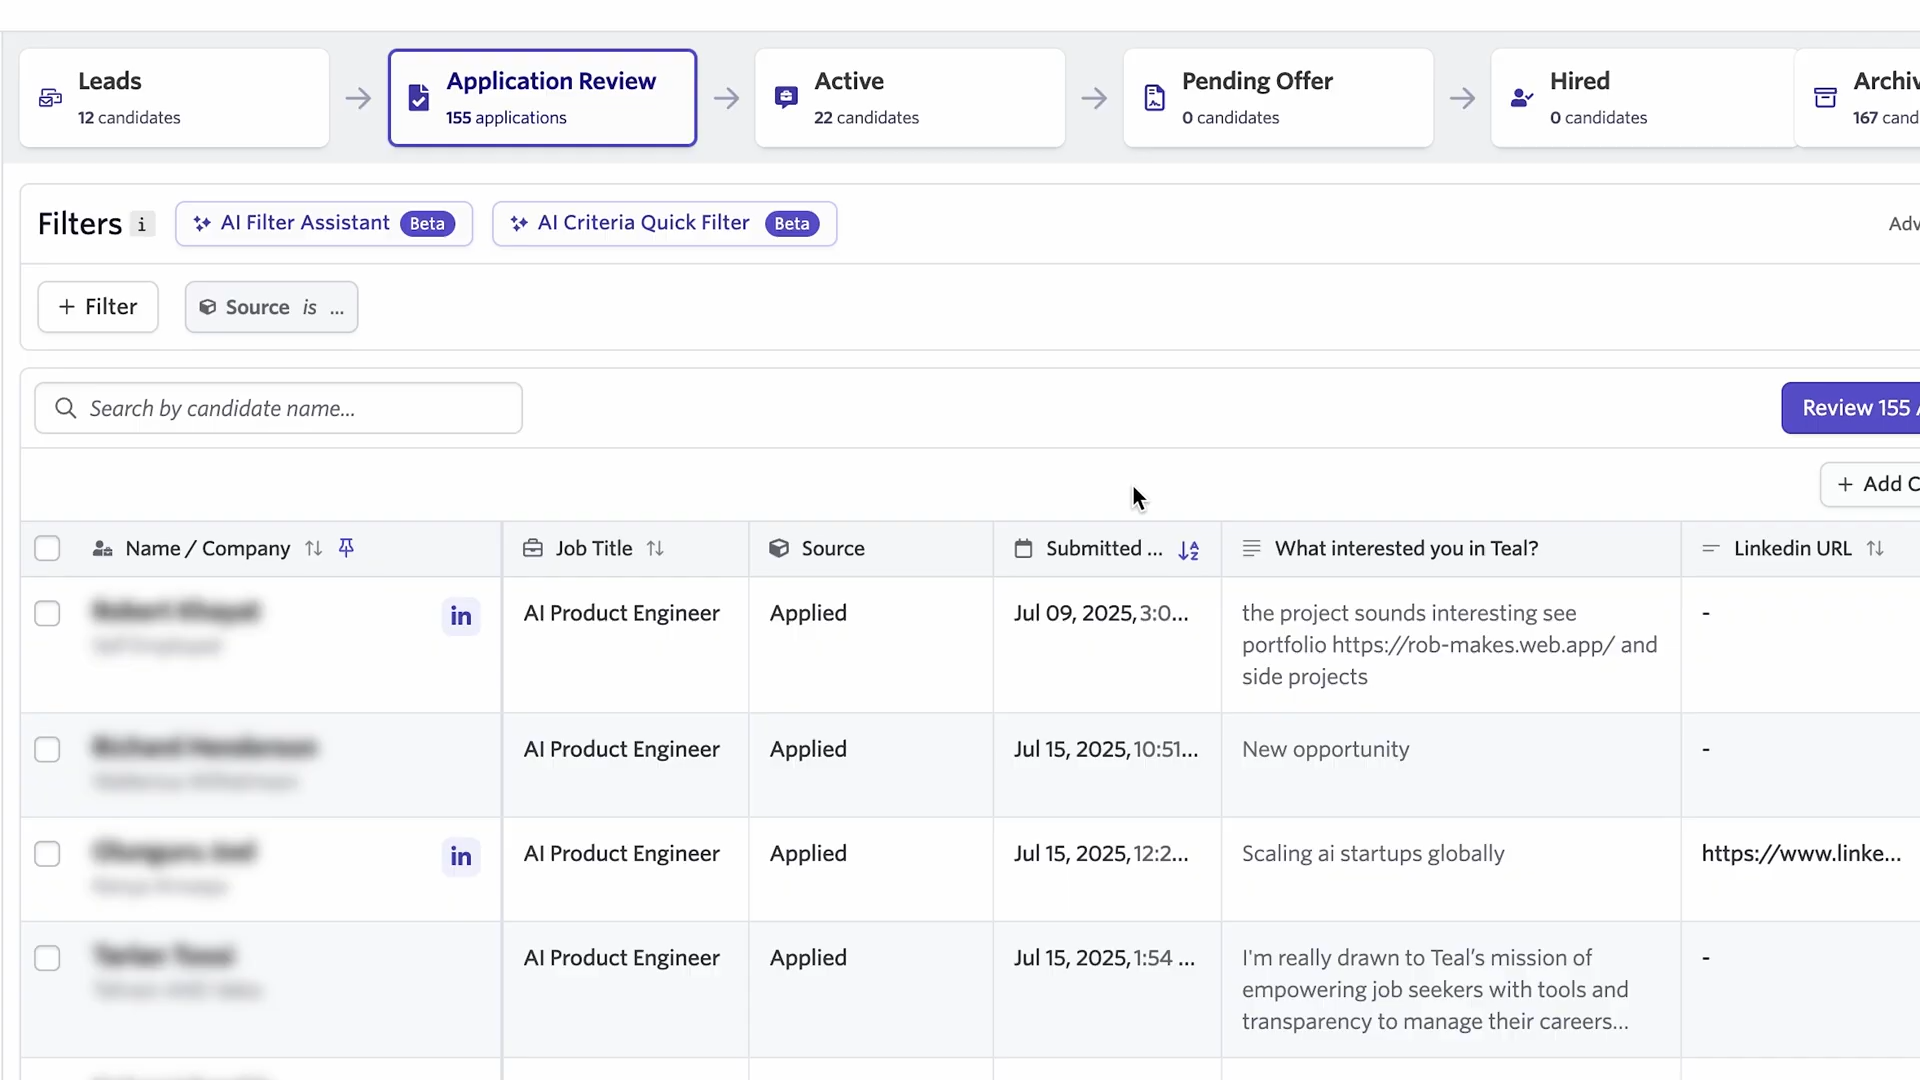 Leads
12 candidates
Application Review
155 applications
Active
22 candidates
Pending Offer
0 candidates
Hired
0 candidates
Archiv
167 cand
Filters i
AI Filter Assistant Beta
AI Criteria Quick Filter Beta
Adv
+ Filter
Source is ...
Search by candidate name...
Review 155
+ Add C
Name / Company
Job Title
Source
Submitted ...
What interested you in Teal?
Linkedin URL
in
AI Product Engineer
Applied
Jul 09, 2025, 3:0...
the project sounds interesting see
portfolio https://rob-makes.web.app/ and
side projects
-
AI Product Engineer
Applied
Jul 15, 2025, 10:51...
New opportunity
-
in
AI Product Engineer
Applied
Jul 15, 2025, 12:2...
Scaling ai startups globally
https://www.linke...
AI Product Engineer
Applied
Jul 15, 2025, 1:54 ...
I'm really drawn to Teal’s mission of
empowering job seekers with tools and
transparency to manage their careers...
-